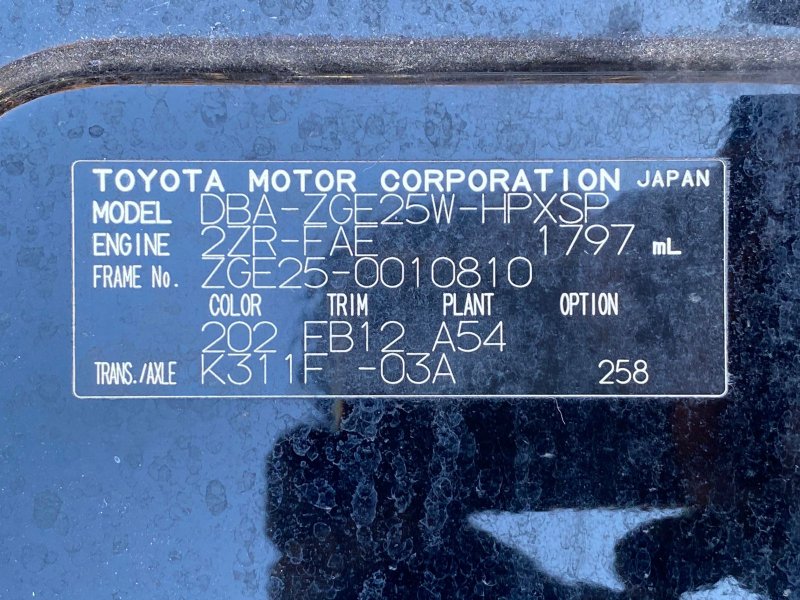 TOYOTA MOTOR CORPORATION JAPAN
MODEL DBA-ZGE25W-HPXSP
ENGINE 2ZR-FAE 1797 mL
FRAME No. ZGE25-0010810
COLOR TRIM PLANT OPTION
202 FB12 A54
TRANS./AXLE K311F -03A 258